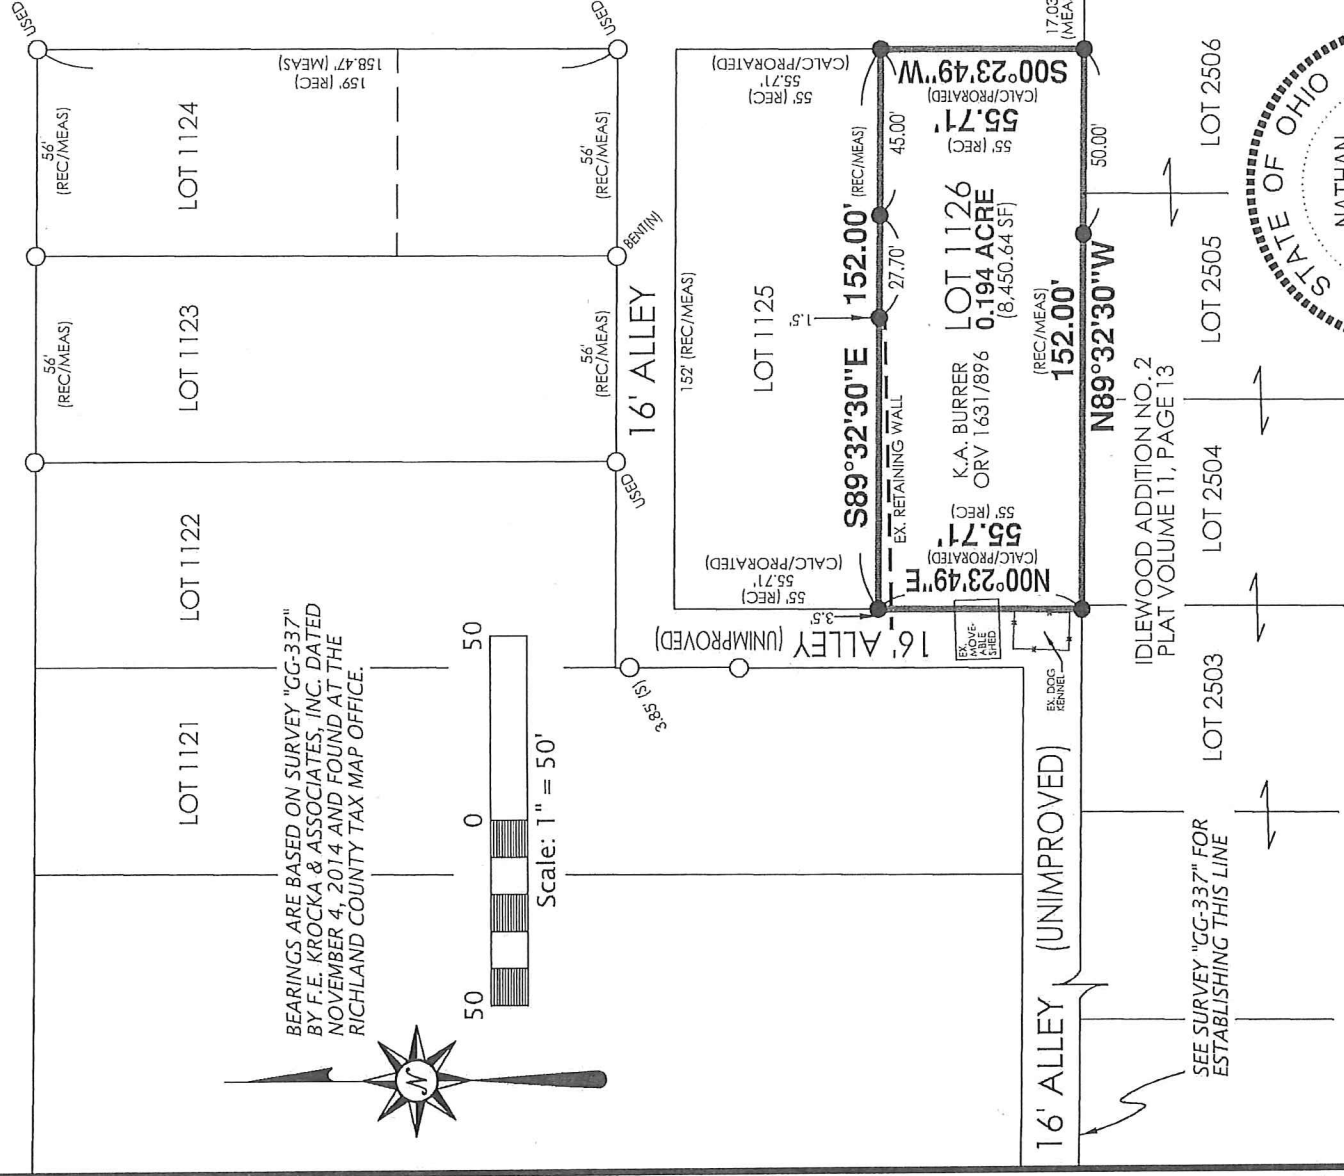 USED
USED
56'
(REC/MEAS)
LOT 1124
159' (REC)
158.47' (MEAS)
56'
(REC/MEAS)
BENT(N)
56'
(REC/MEAS)
LOT 1123
56'
(REC/MEAS)
USED
LOT 1122
LOT 1121
16' ALLEY
BEARINGS ARE BASED ON SURVEY "GG-337"
BY F.E. KROCKA & ASSOCIATES, INC. DATED
NOVEMBER 4, 2014 AND FOUND AT THE
RICHLAND COUNTY TAX MAP OFFICE.
50
0
50
Scale: 1" = 50'
N
3.85' (S)
16' ALLEY (UNIMPROVED)
152' (REC/MEAS)
LOT 1125
55' (REC)
55.71'
(CALC/PRORATED)
55' (REC)
55.71'
(CALC/PRORATED)
1.5'
3.5'
S89°32'30"E 152.00' (REC/MEAS)
EX. RETAINING WALL
27.70'
45.00'
S00°23'49"W
(CALC/PRORATED)
55.71'
55' (REC)
LOT 1126
0.194 ACRE
(8,450.64 SF)
K.A. BURRER
ORV 1631/896
55' (REC)
55.71'
(CALC/PRORATED)
N00°23'49"E
EX.
MOVE-
ABLE
SHED
EX. DOG
KENNEL
(REC/MEAS)
152.00'
N89°32'30"W
50.00'
17.03
(MEA
16' ALLEY (UNIMPROVED)
IDLEWOOD ADDITION NO. 2
PLAT VOLUME 11, PAGE 13
LOT 2506
LOT 2505
LOT 2504
LOT 2503
SEE SURVEY "GG-337" FOR
ESTABLISHING THIS LINE
STATE OF OHIO
NATHAN